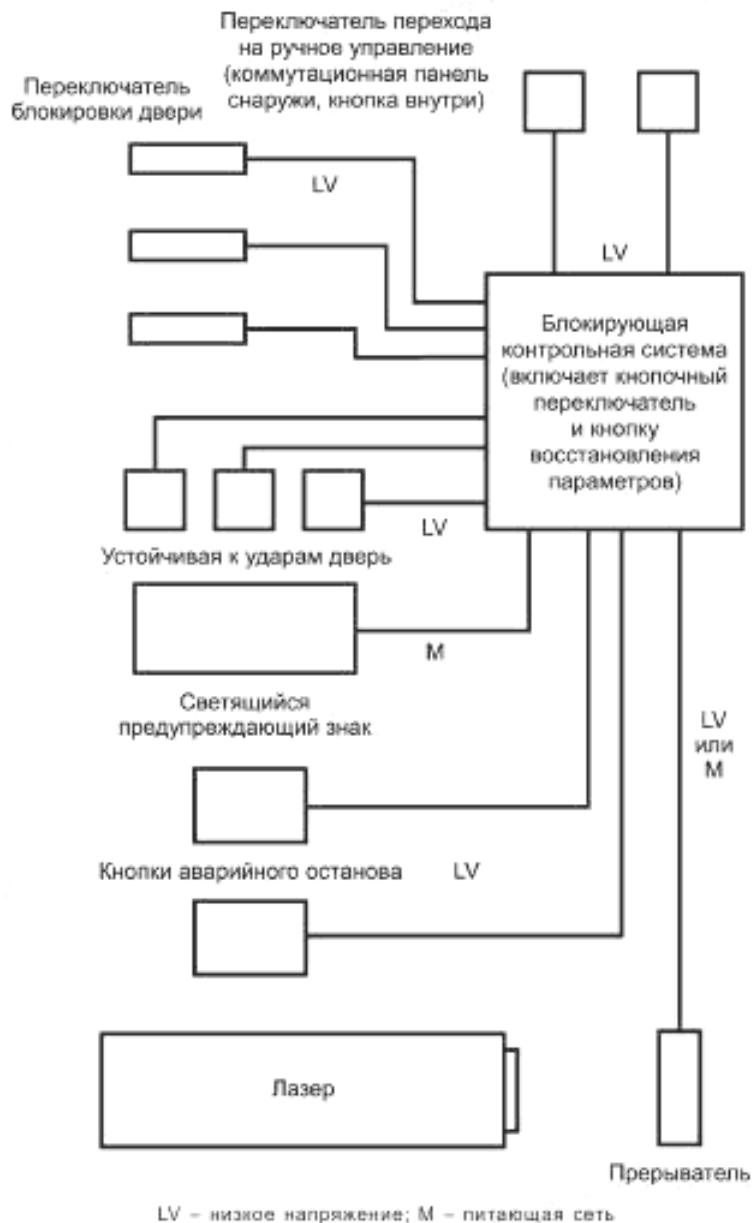 Переключатель перехода
на ручное управление
(коммутационная панель
снаружи, кнопка внутри)
Переключатель
блокировки двери
LV
LV
Блокирующая
контрольная система
(включает кнопочный
переключатель
и кнопку
восстановления
параметров)
LV
Устойчивая к ударам дверь
M
Светящийся
предупреждающий знак
LV
или
M
Кнопки аварийного останова
LV
Лазер
Прерыватель
LV – низкое напряжение; M – питающая сеть